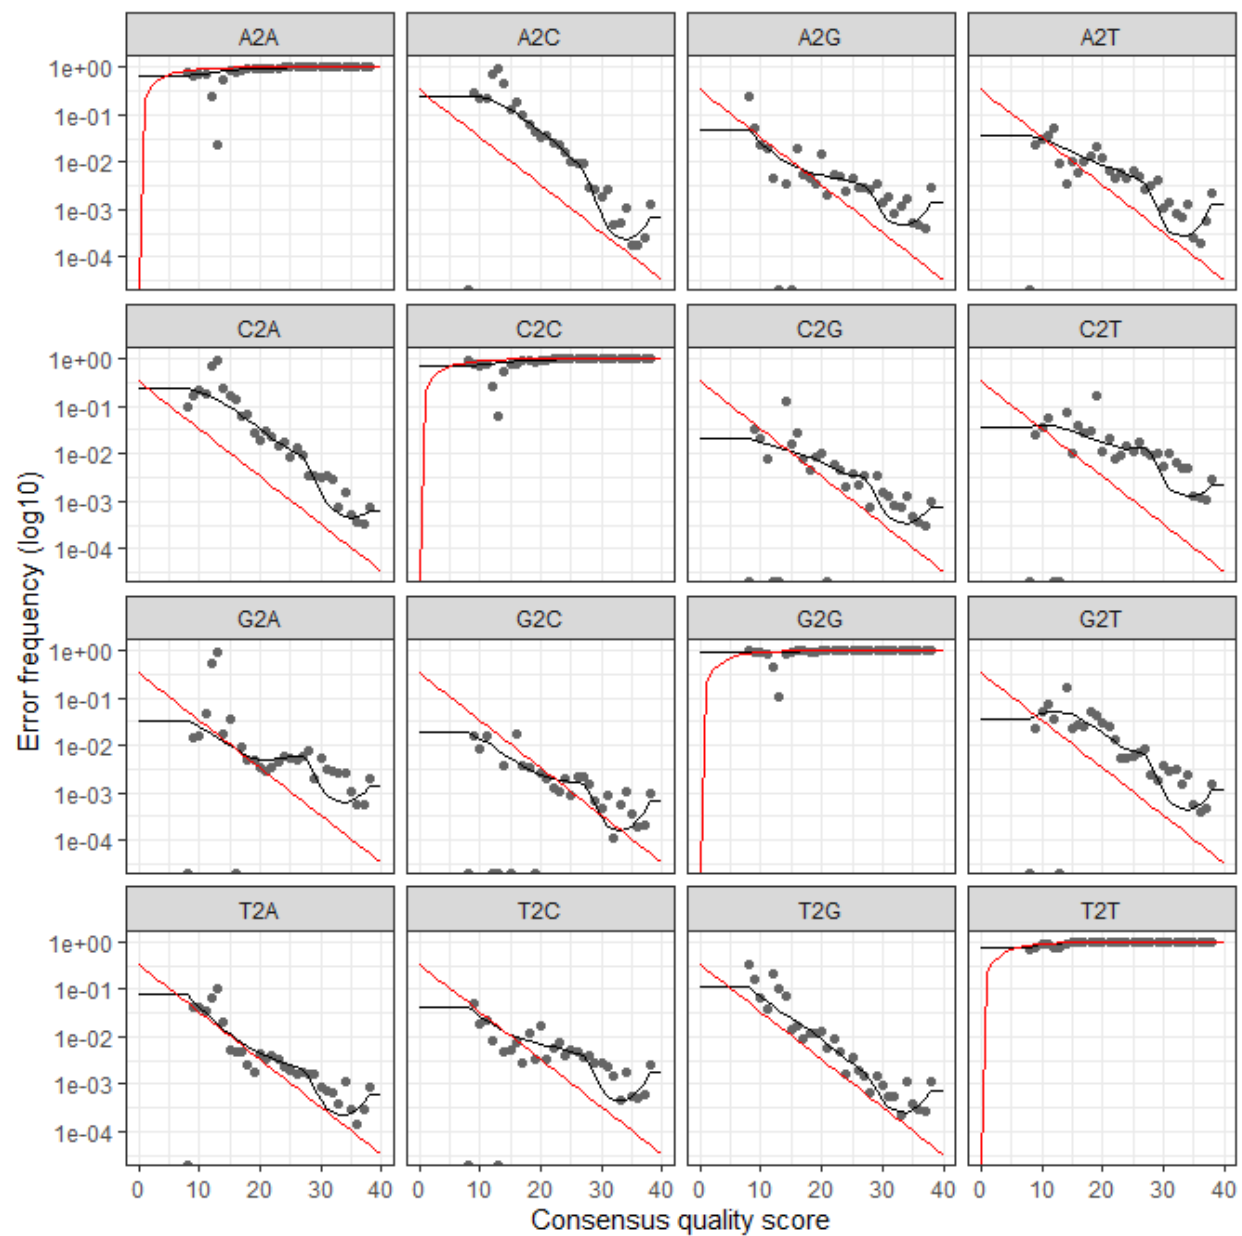 A2A A2C A2G A2T
1e+00
1e-01
1e-02
1e-03
1e-04
C2A C2C C2G C2T
1e+00
1e-01
1e-02
1e-03
1e-04
G2A G2C G2G G2T
1e+00
1e-01
1e-02
1e-03
1e-04
T2A T2C T2G T2T
1e+00
1e-01
1e-02
1e-03
1e-04
0 10 20 30 40 0 10 20 30 40 0 10 20 30 40 0 10 20 30 40
Consensus quality score
Error frequency (log10)